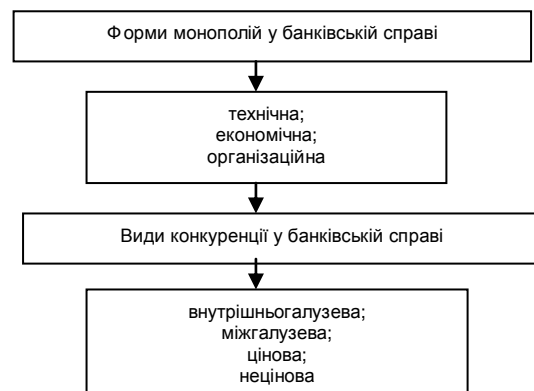 Форми монополій у банківській справі
технічна;
економічна;
організаційна
Види конкуренції у банківській справі
внутрішньогалузева;
міжгалузева;
цінова;
нецінова